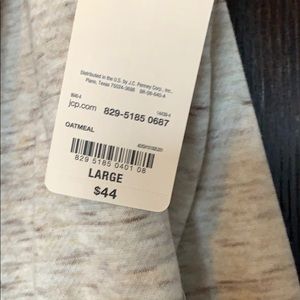 Distributed in the U.S. by J.C. Penney Corp., Inc.
Plano, Texas 75024-3698
jcp.com 829-5185 0687
OATMEAL
829 5185 0401 08
LARGE
$44